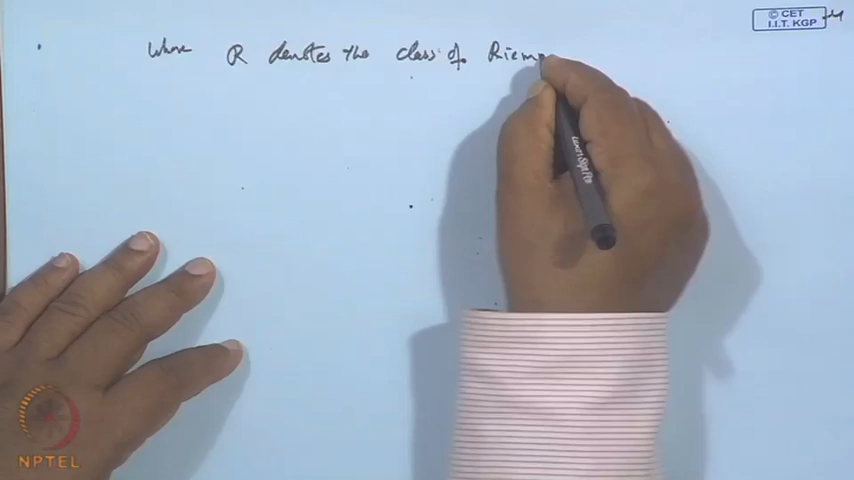 © CET
I.I.T. KGP
Where R denotes the class of Riem
NPTEL